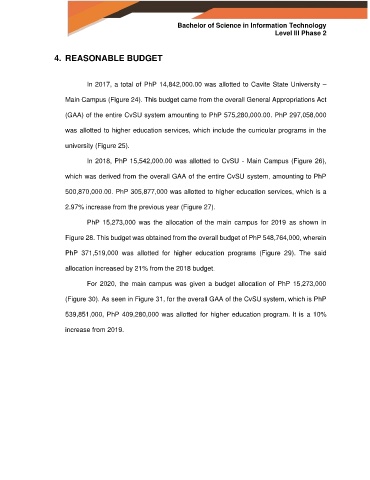 Bachelor of Science in Information Technology
Level III Phase 2
4. REASONABLE BUDGET
In 2017, a total of PhP 14,842,000.00 was allotted to Cavite State University –
Main Campus (Figure 24). This budget came from the overall General Appropriations Act
(GAA) of the entire CvSU system amounting to PhP 575,280,000.00. PhP 297,058,000
was allotted to higher education services, which include the curricular programs in the
university (Figure 25).
In 2018, PhP 15,542,000.00 was allotted to CvSU - Main Campus (Figure 26),
which was derived from the overall GAA of the entire CvSU system, amounting to PhP
500,870,000.00. PhP 305,877,000 was allotted to higher education services, which is a
2.97% increase from the previous year (Figure 27).
PhP 15,273,000 was the allocation of the main campus for 2019 as shown in
Figure 28. This budget was obtained from the overall budget of PhP 548,764,000, wherein
PhP 371,519,000 was allotted for higher education programs (Figure 29). The said
allocation increased by 21% from the 2018 budget.
For 2020, the main campus was given a budget allocation of PhP 15,273,000
(Figure 30). As seen in Figure 31, for the overall GAA of the CvSU system, which is PhP
539,851,000, PhP 409,280,000 was allotted for higher education program. It is a 10%
increase from 2019.